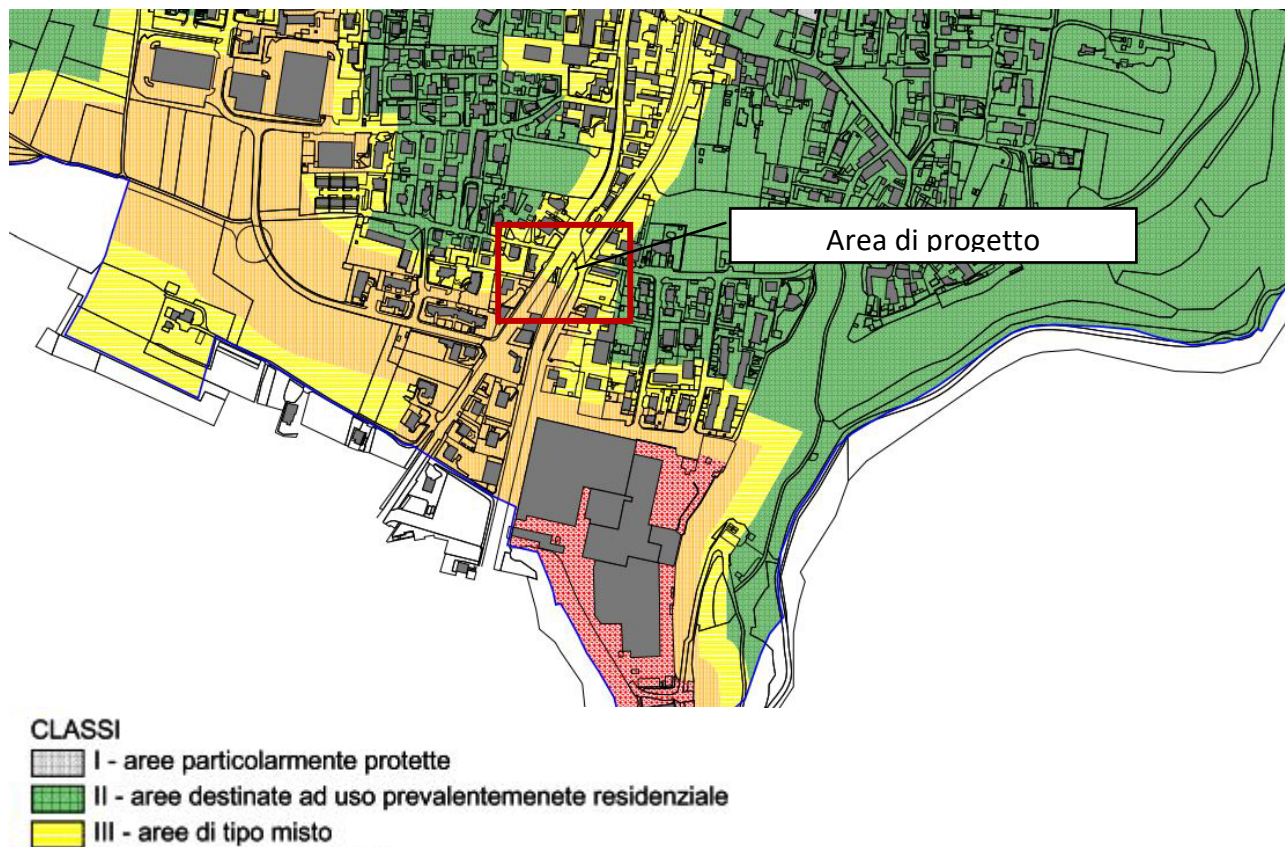 Area di progetto
CLASSI
I - aree particolarmente protette
II - aree destinate ad uso prevalentemenete residenziale
III - aree di tipo misto